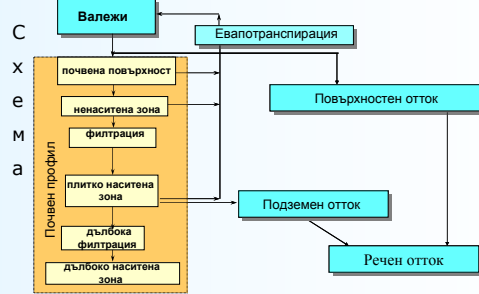 Схема
Валежи
Евапотранспирация
Почвен профил
почвена повърхност
ненаситена зона
филтрация
плитко наситена
зона
дълбока
филтрация
дълбоко наситена
зона
Повърхностен отток
Подземен отток
Речен отток